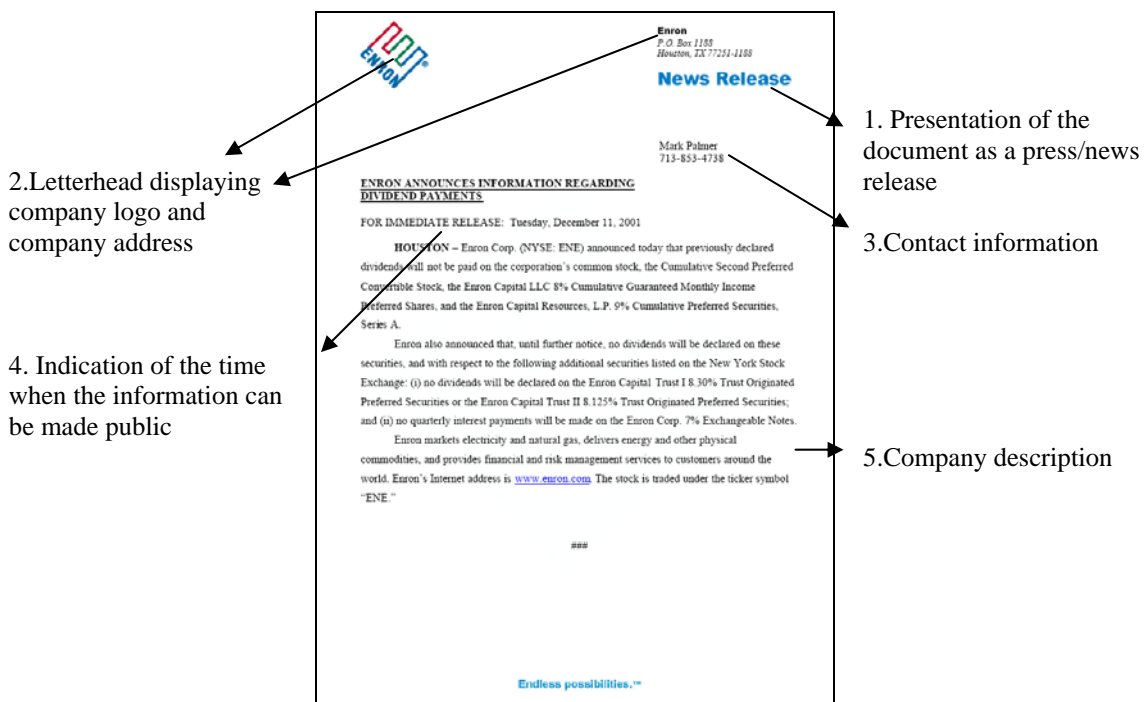 ENRON
Enron
P.O. Box 1188
Houston, TX 77251-1188
News Release
1. Presentation of the
document as a press/news
release
Mark Palmer
713-853-4738
2.Letterhead displaying
company logo and
company address
3.Contact information
ENRON ANNOUNCES INFORMATION REGARDING
DIVIDEND PAYMENTS
FOR IMMEDIATE RELEASE: Tuesday, December 11, 2001
HOUSTON – Enron Corp. (NYSE: ENE) announced today that previously declared
dividends will not be paid on the corporation's common stock, the Cumulative Second Preferred
Convertible Stock, the Enron Capital LLC 8% Cumulative Guaranteed Monthly Income
Preferred Shares, and the Enron Capital Resources, L.P. 9% Cumulative Preferred Securities,
Series A.
4. Indication of the time
when the information can
be made public
Enron also announced that, until further notice, no dividends will be declared on these
securities, and with respect to the following additional securities listed on the New York Stock
Exchange: (i) no dividends will be declared on the Enron Capital Trust I 8.30% Trust Originated
Preferred Securities or the Enron Capital Trust II 8.125% Trust Originated Preferred Securities;
and (ii) no quarterly interest payments will be made on the Enron Corp. 7% Exchangeable Notes.
Enron markets electricity and natural gas, delivers energy and other physical
commodities, and provides financial and risk management services to customers around the
world. Enron's Internet address is www.enron.com. The stock is traded under the ticker symbol
"ENE."
5.Company description
###
Endless possibilities.™